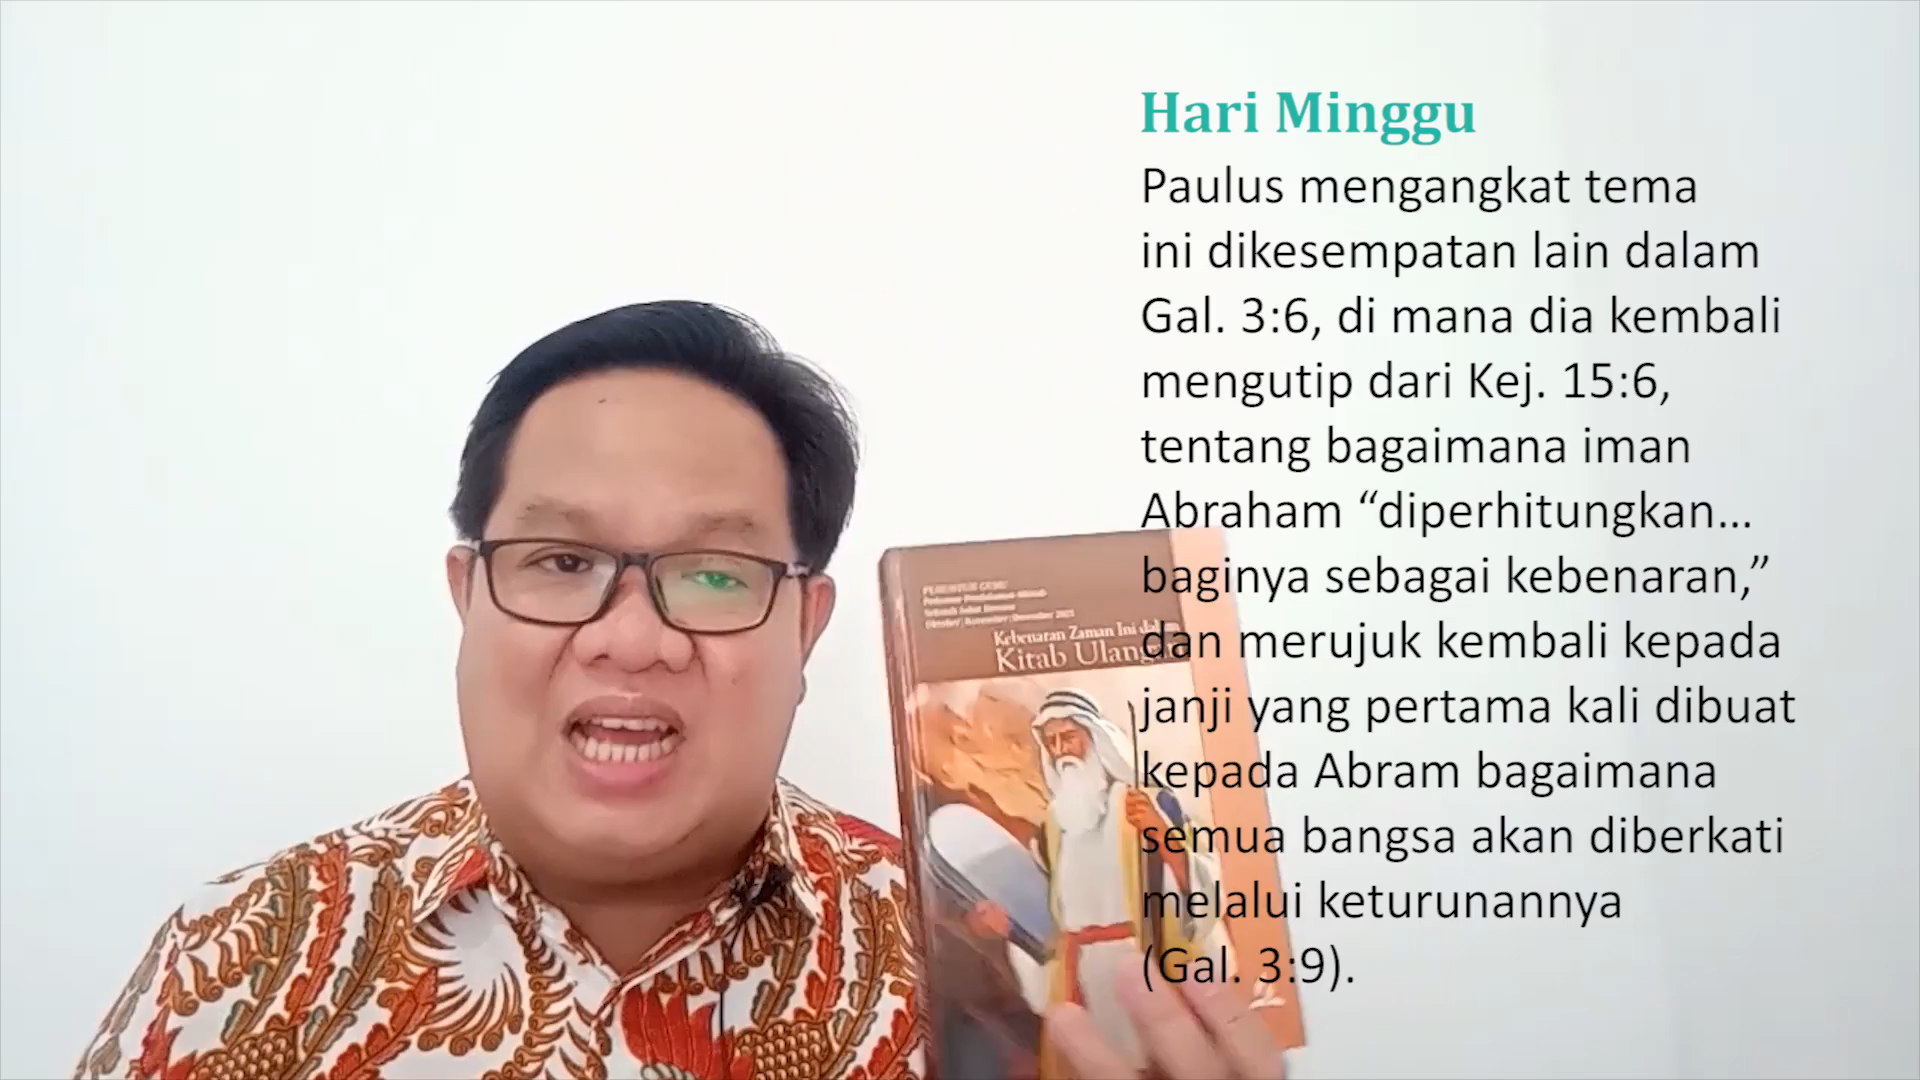 Hari Minggu
Paulus mengangkat tema
ini dikesempatan lain dalam
Gal. 3:6, di mana dia kembali
mengutip dari Kej. 15:6,
tentang bagaimana iman
Abraham “diperhitungkan...
baginya sebagai kebenaran,”
dan merujuk kembali kepada
janji yang pertama kali dibuat
kepada Abram bagaimana
semua bangsa akan diberkati
melalui keturunannya
(Gal. 3:9).
Kebenaran Zaman Ini dalam
Kitab Ulangan